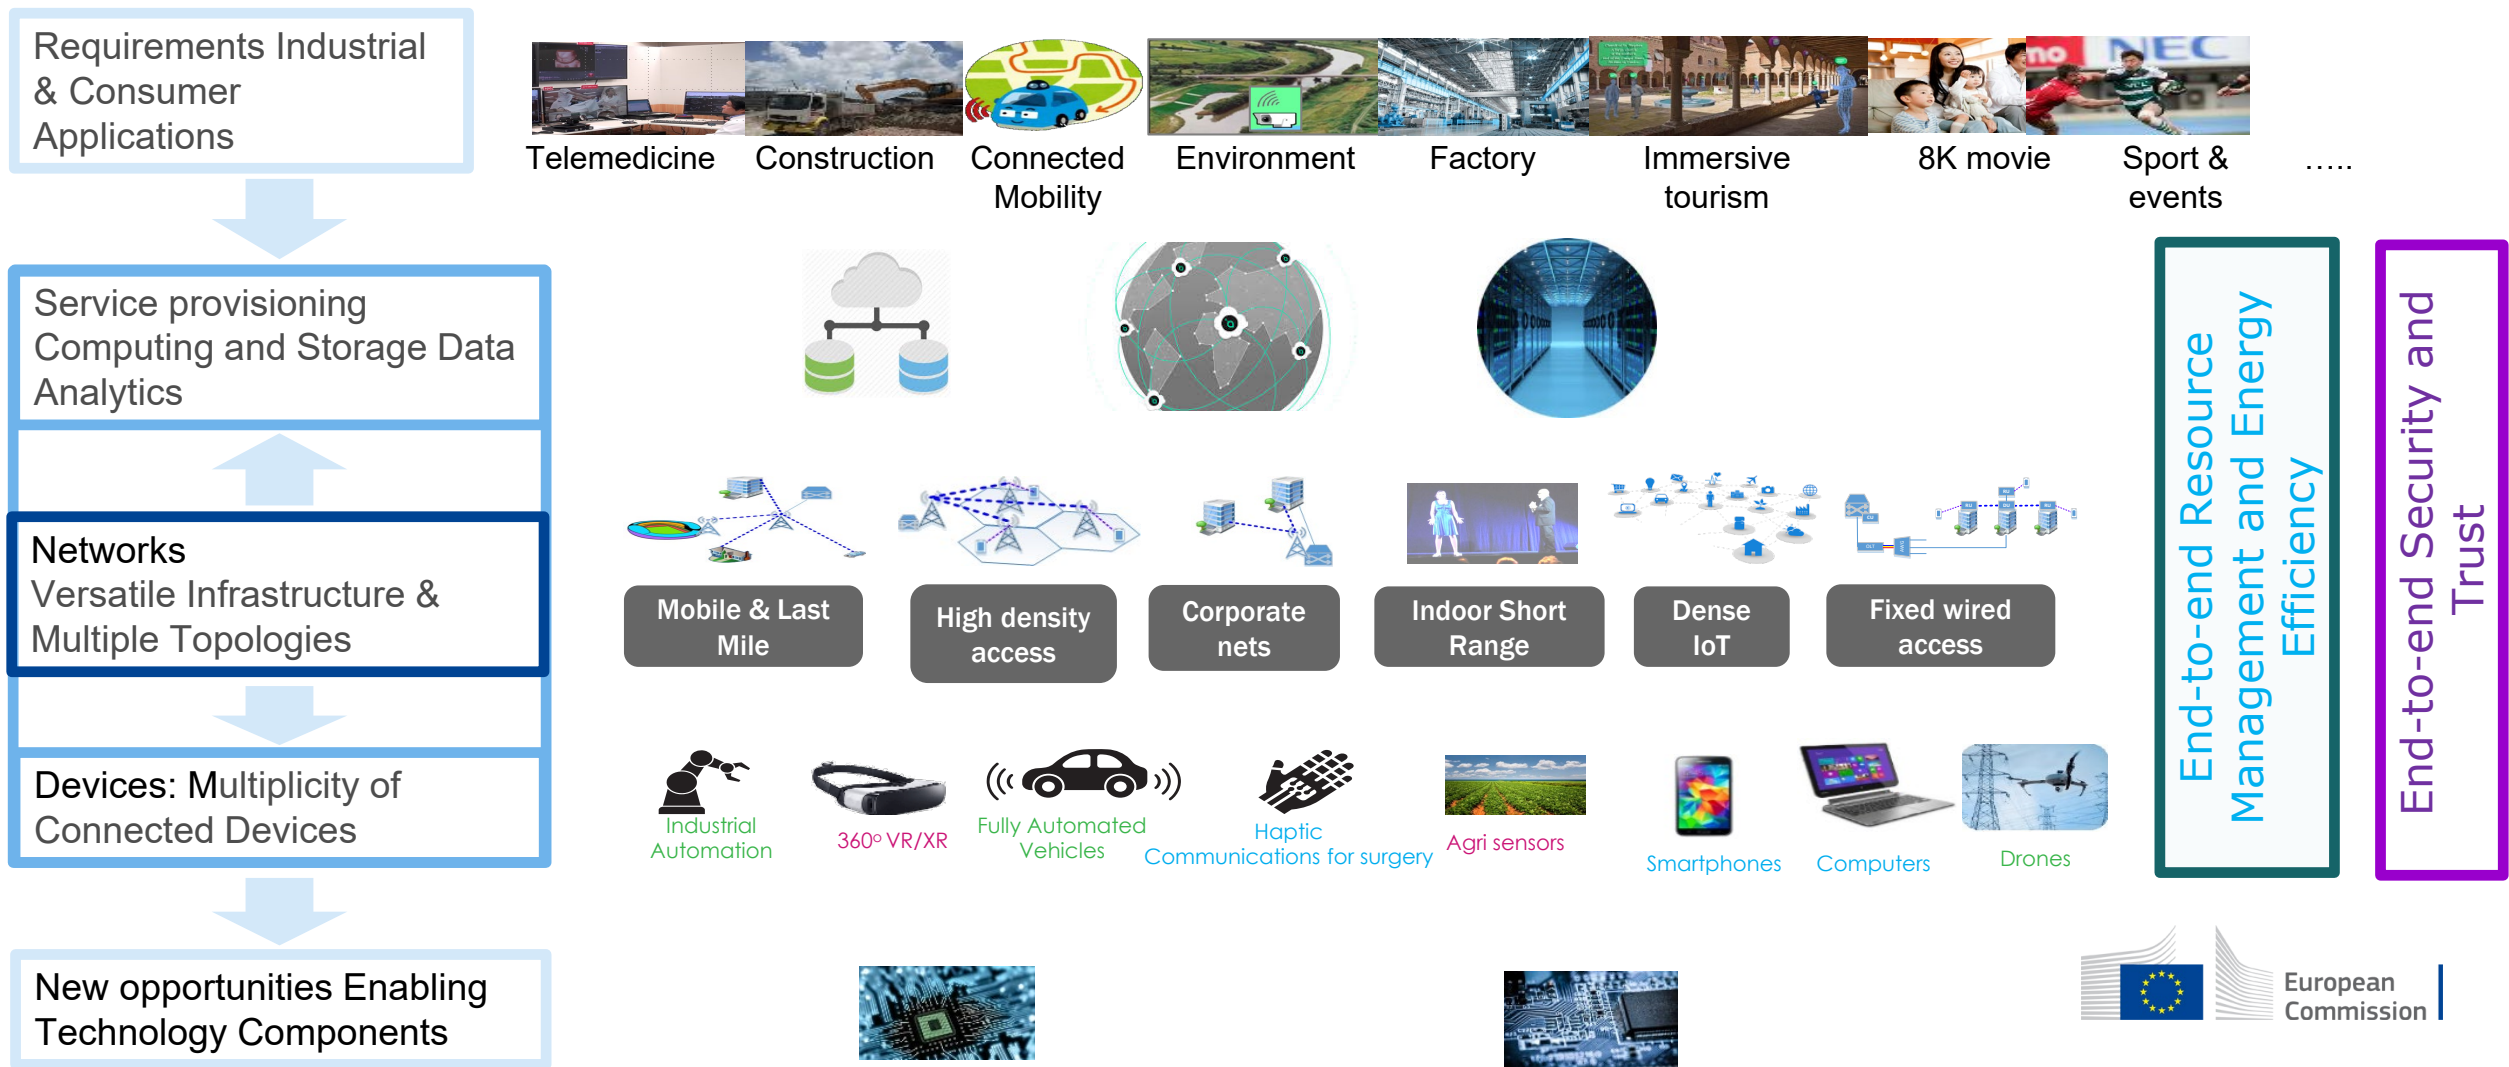 Requirements Industrial
& Consumer
Applications
Telemedicine
Construction
Connected
Mobility
Environment
Factory
Immersive
tourism
8K movie
Sport &
events
.....
NEC
Service provisioning
Computing and Storage Data
Analytics
Networks
Versatile Infrastructure &
Multiple Topologies
Mobile & Last
Mile
High density
access
Corporate
nets
Indoor Short
Range
Dense
IoT
Fixed wired
access
Devices: Multiplicity of
Connected Devices
Industrial
Automation
360º VR/XR
Fully Automated
Vehicles
Haptic
Communications for surgery
Agri sensors
Smartphones
Computers
Drones
End-to-end Resource
Management and Energy
Efficiency
End-to-end Security and
Trust
New opportunities Enabling
Technology Components
European
Commission